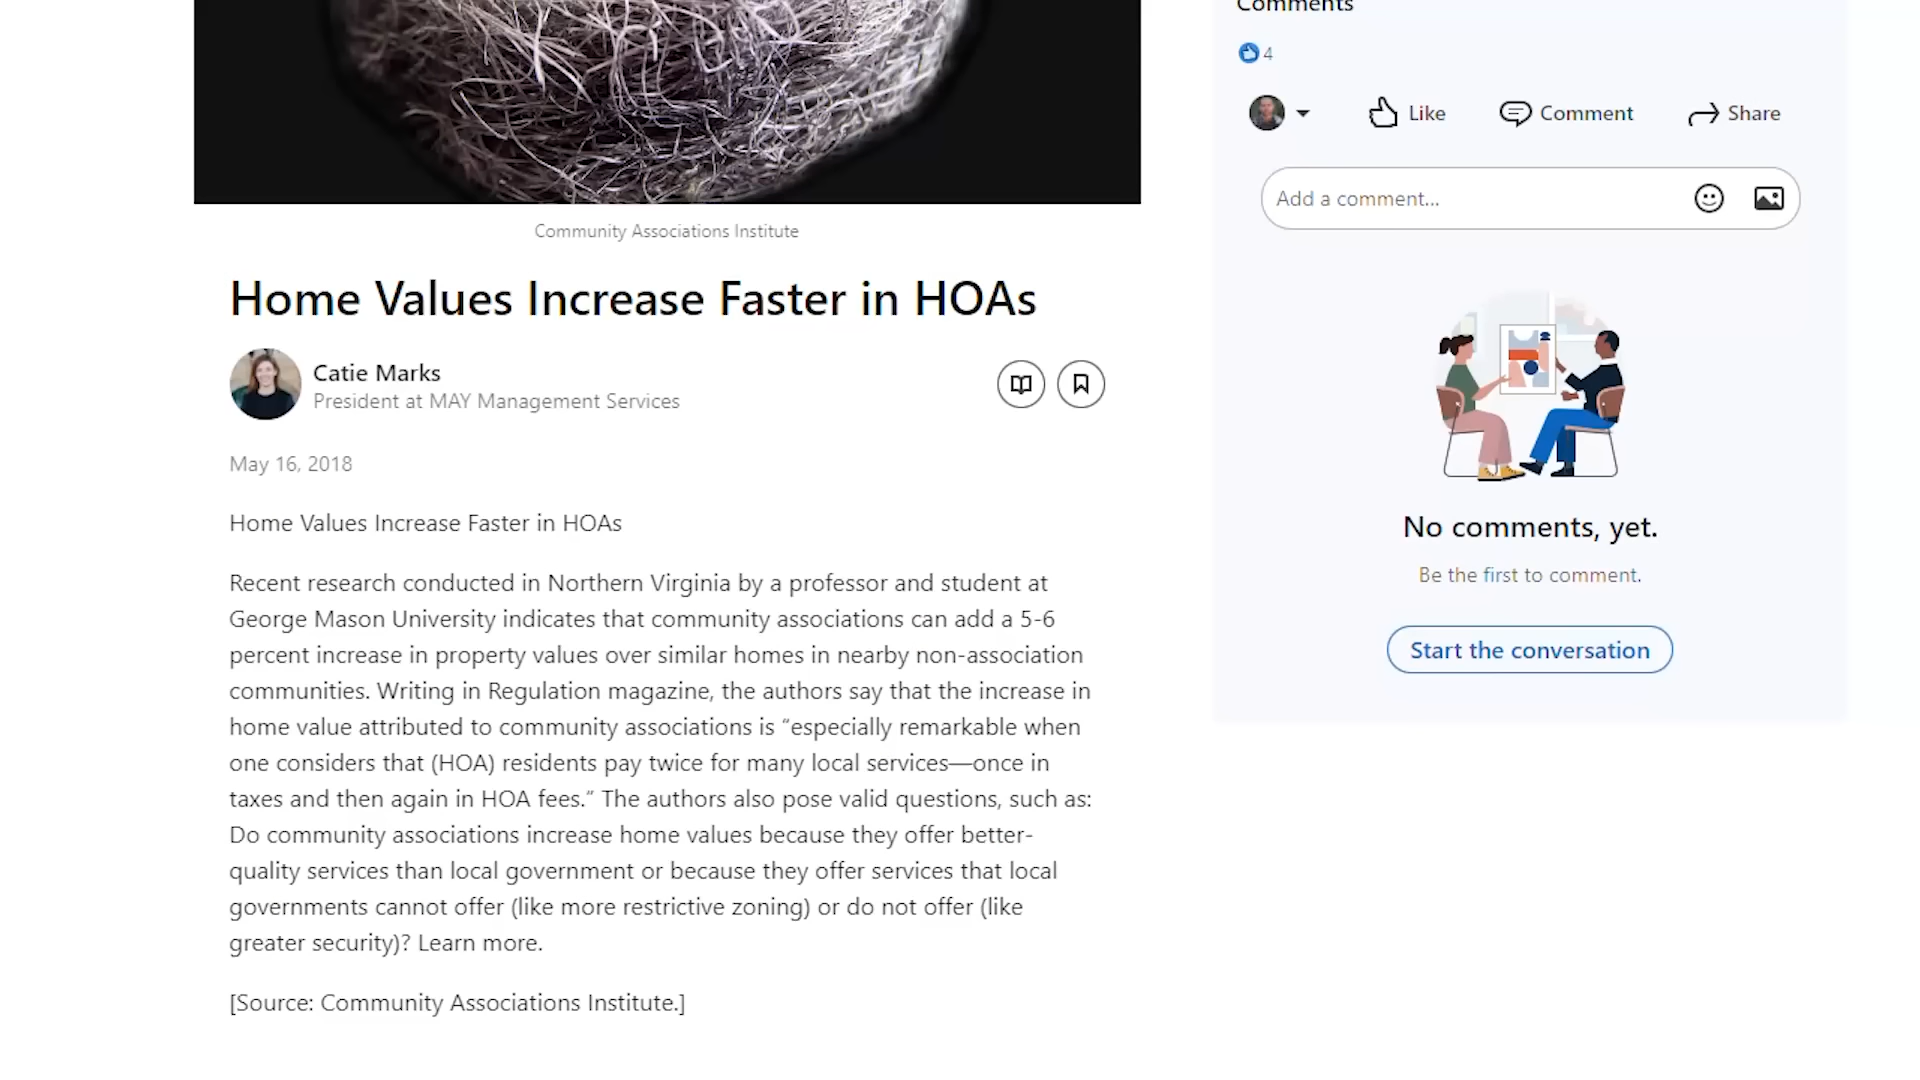 Community Associations Institute
Home Values Increase Faster in HOAs
Catie Marks
President at MAY Management Services
May 16, 2018
Home Values Increase Faster in HOAs
Recent research conducted in Northern Virginia by a professor and student at
George Mason University indicates that community associations can add a 5-6
percent increase in property values over similar homes in nearby non-association
communities. Writing in Regulation magazine, the authors say that the increase in
home value attributed to community associations is “especially remarkable when
one considers that (HOA) residents pay twice for many local services—once in
taxes and then again in HOA fees.” The authors also pose valid questions, such as:
Do community associations increase home values because they offer better-
quality services than local government or because they offer services that local
governments cannot offer (like more restrictive zoning) or do not offer (like
greater security)? Learn more.
[Source: Community Associations Institute.]
Comments
4
Like
Comment
Share
Add a comment...
No comments, yet.
Be the first to comment.
Start the conversation